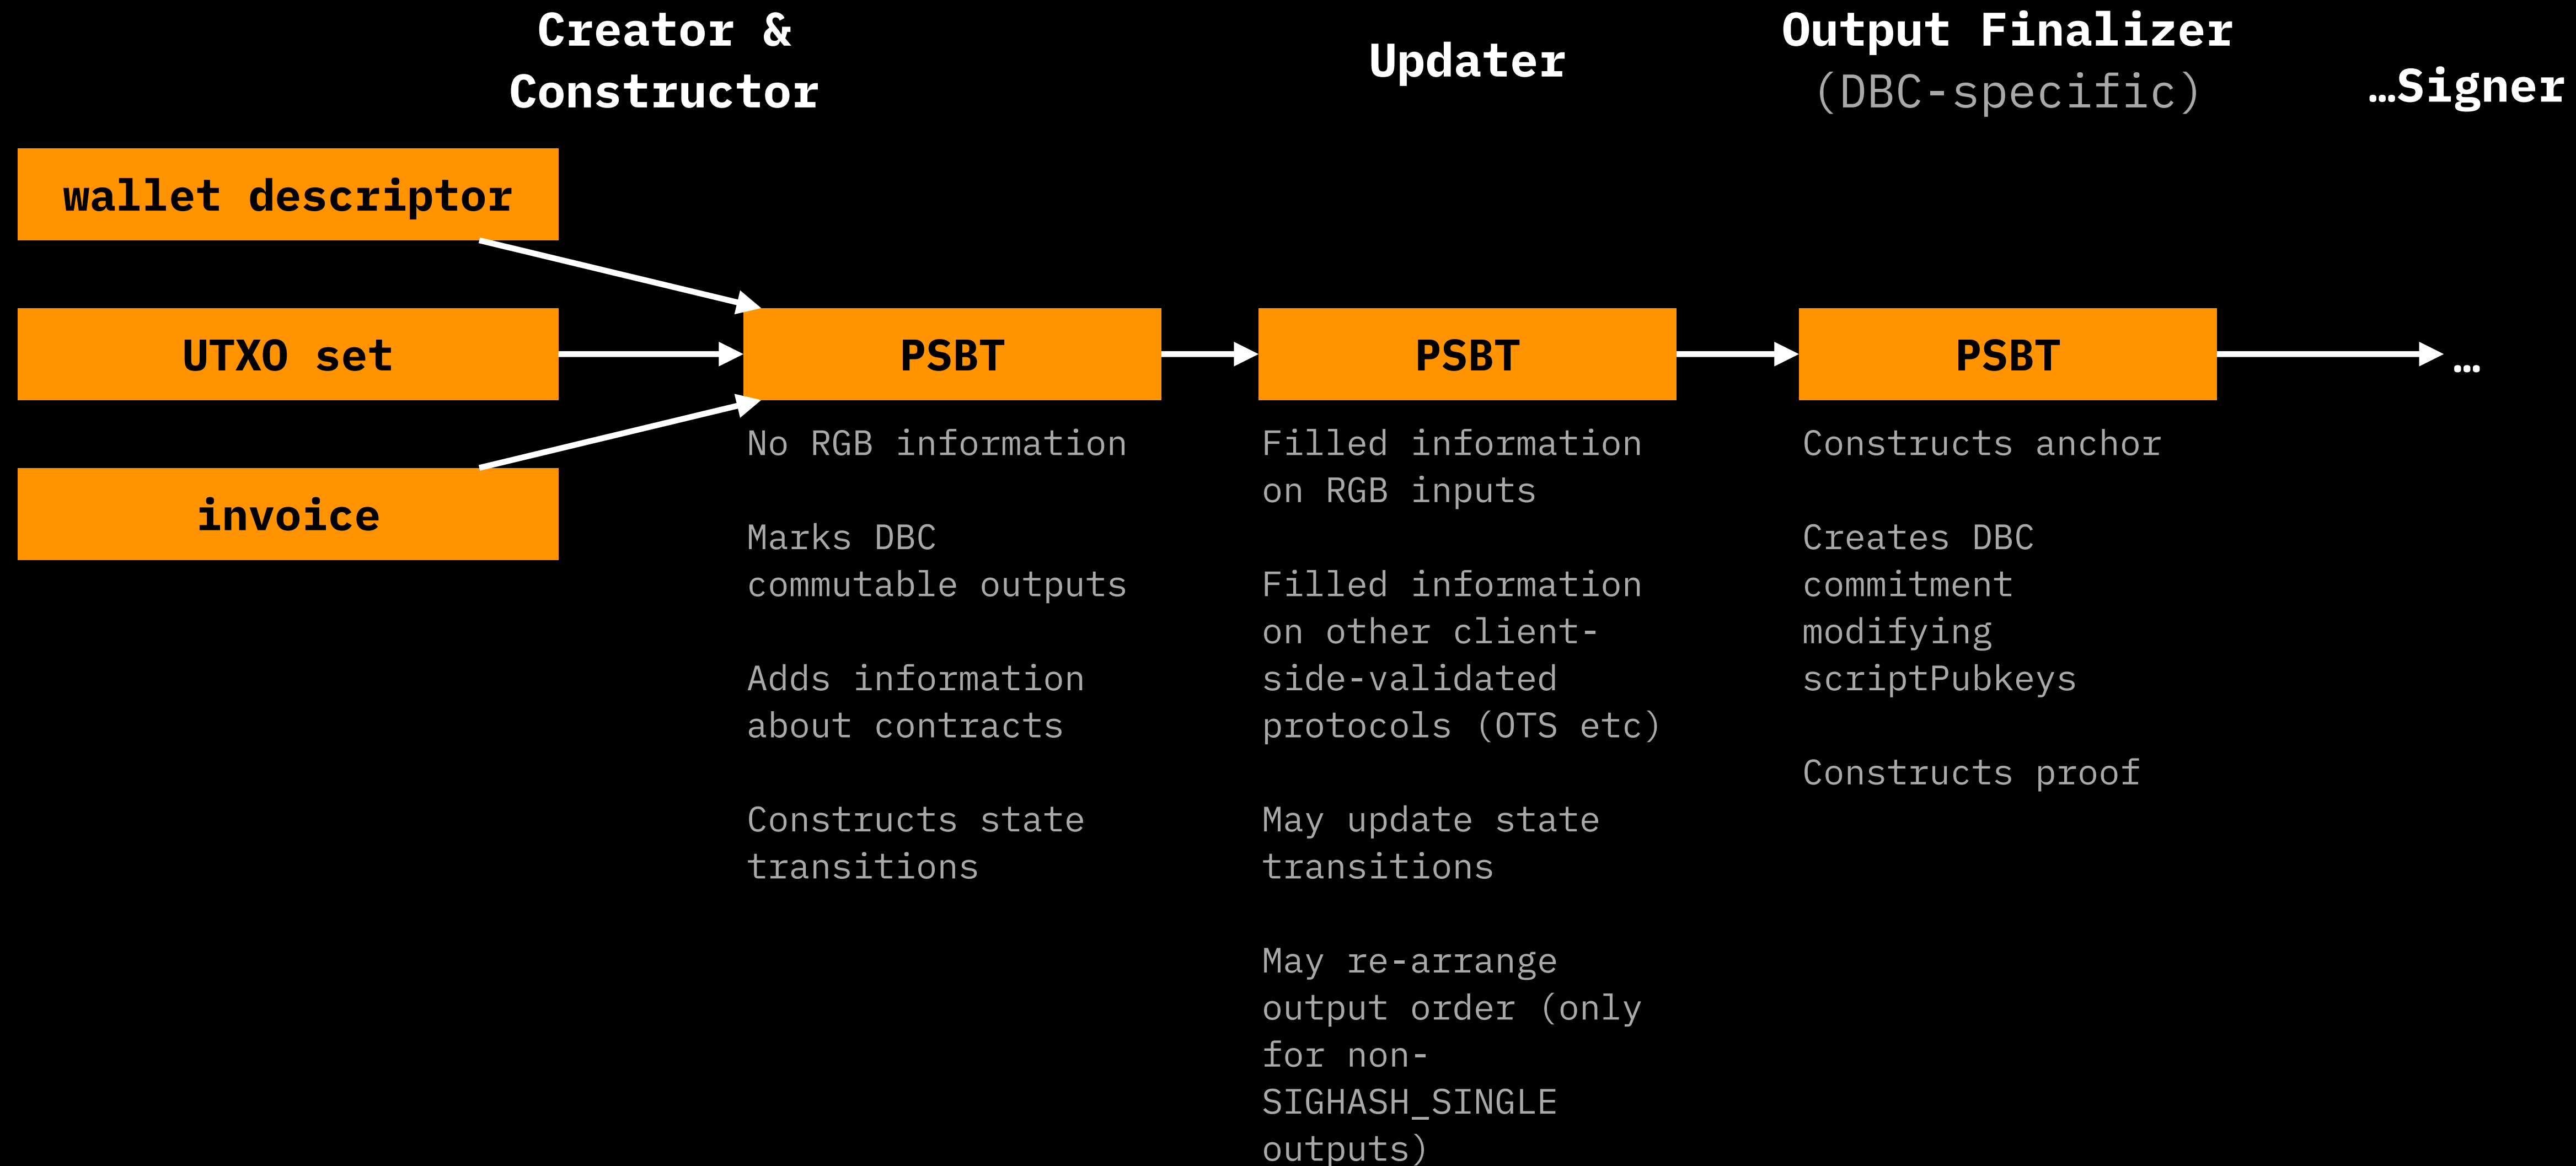 Creator &
Constructor
Updater
Output Finalizer
(DBC-specific)
…Signer
wallet descriptor
UTXO set
invoice
PSBT
No RGB information
Marks DBC
commutable outputs
Adds information
about contracts
Constructs state
transitions
PSBT
Filled information
on RGB inputs
Filled information
on other client-
side-validated
protocols (OTS etc)
May update state
transitions
May re-arrange
output order (only
for non-
SIGHASH_SINGLE
outputs)
PSBT
Constructs anchor
Creates DBC
commitment
modifying
scriptPubkeys
Constructs proof
…